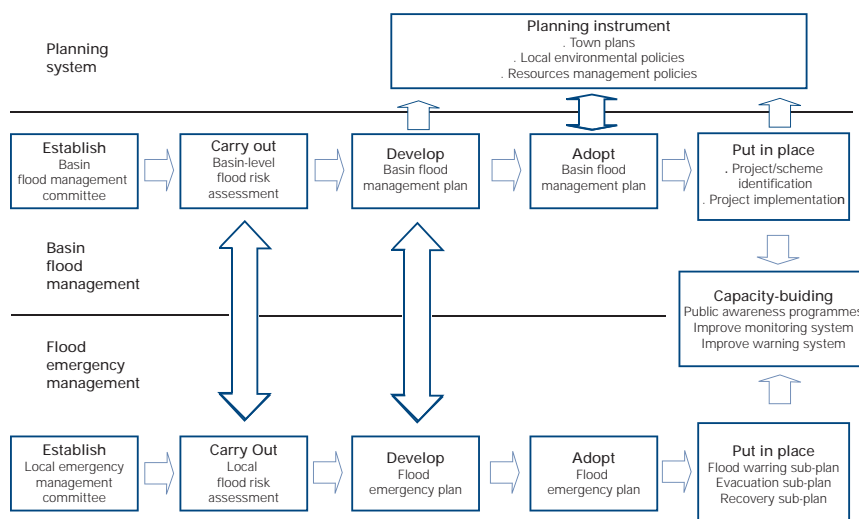 Planning instrument
. Town plans
. Local environmental policies
. Resources management policies
Planning
system
Establish
Basin
flood management
committee
Carry out
Basin-level
flood risk
assessment
Develop
Basin flood
management plan
Adopt
Basin flood
management plan
Put in place
. Project/scheme
identification
. Project implementation
Basin
flood
management
Capacity-buiding
Public awareness programmes
Improve monitoring system
Improve warning system
Flood
emergency
management
Establish
Local emergency
management
committee
Carry Out
Local
flood risk
assessment
Develop
Flood
emergency plan
Adopt
Flood
emergency plan
Put in place
Flood warring sub-plan
Evacuation sub-plan
Recovery sub-plan